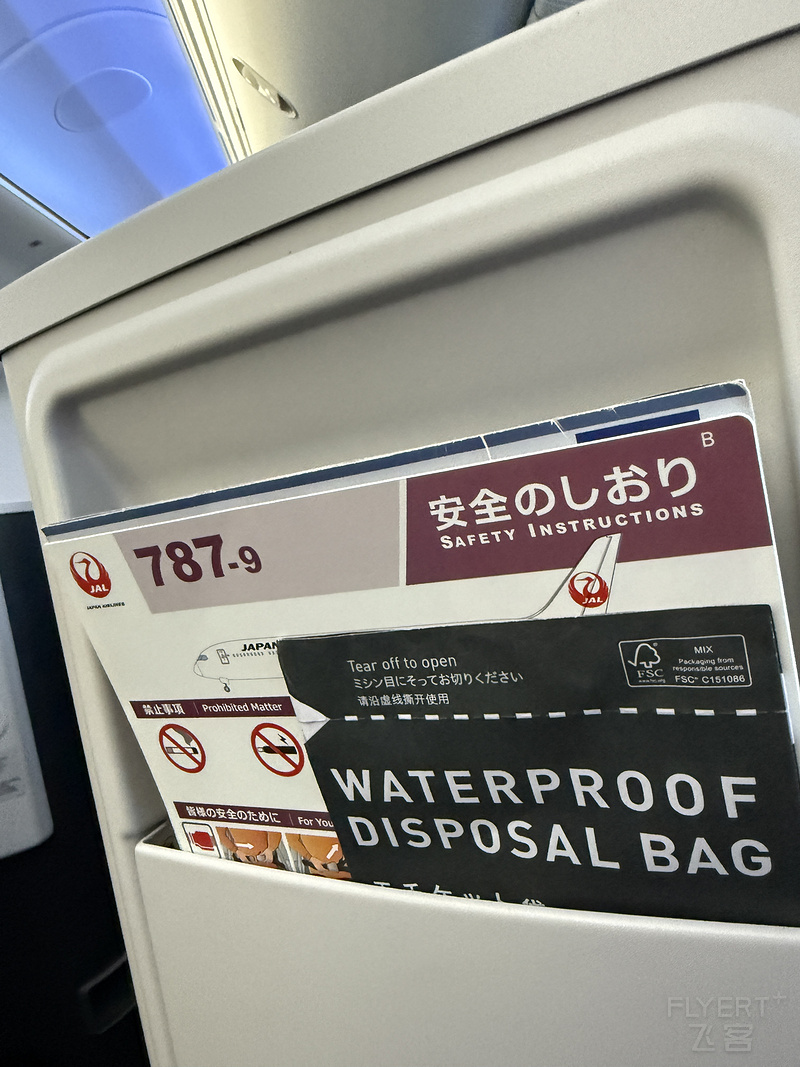 B
安全のしおり
SAFETY INSTRUCTIONS
787-9
JAL
JAPAN AIRLINES
JAL
JAPAN
Tear off to open
ミシン目にそってお切りください
请沿虚线撕开使用
MIX
Packaging from
responsible sources
FSC
www.fsc.org
FSC® C151086
禁止事項 | Prohibited Matter
WATERPROOF
DISPOSAL BAG
皆様の安全のために | For You
FLYERT+
飞客